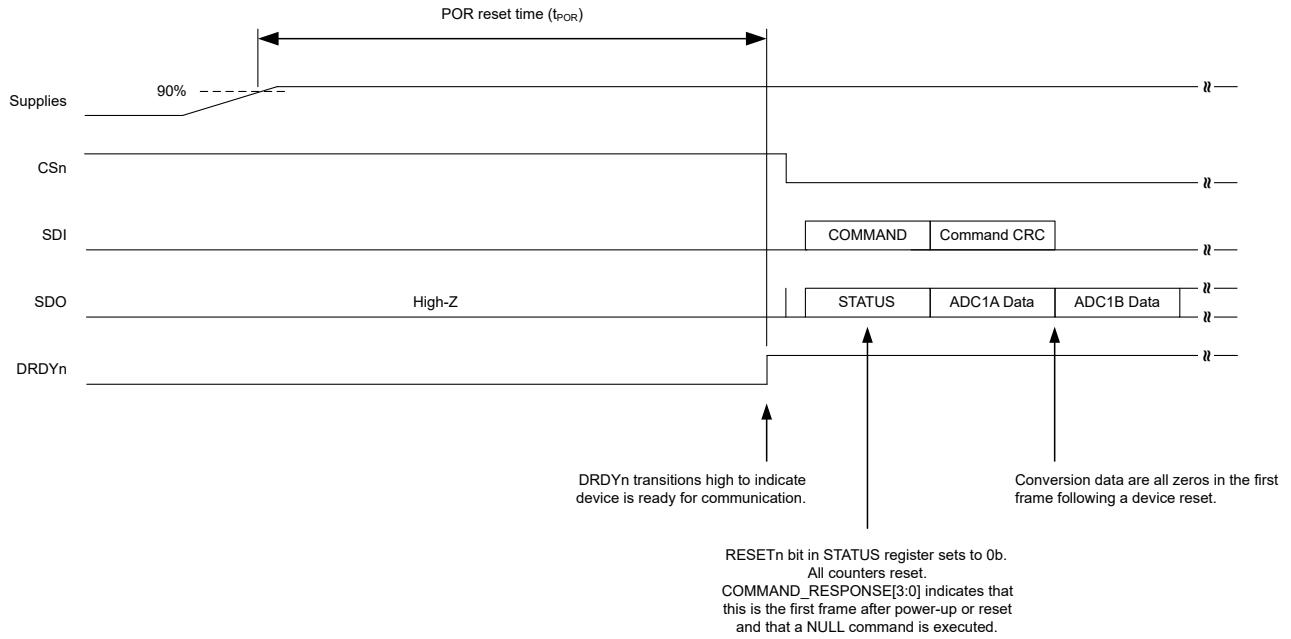 POR reset time (tPOR)
90%
Supplies
CSn
SDI
COMMAND
Command CRC
SDO
High-Z
STATUS
ADC1A Data
ADC1B Data
DRDYn
DRDYn transitions high to indicate
device is ready for communication.
Conversion data are all zeros in the first
frame following a device reset.
RESETn bit in STATUS register sets to 0b.
All counters reset.
COMMAND_RESPONSE[3:0] indicates that
this is the first frame after power-up or reset
and that a NULL command is executed.